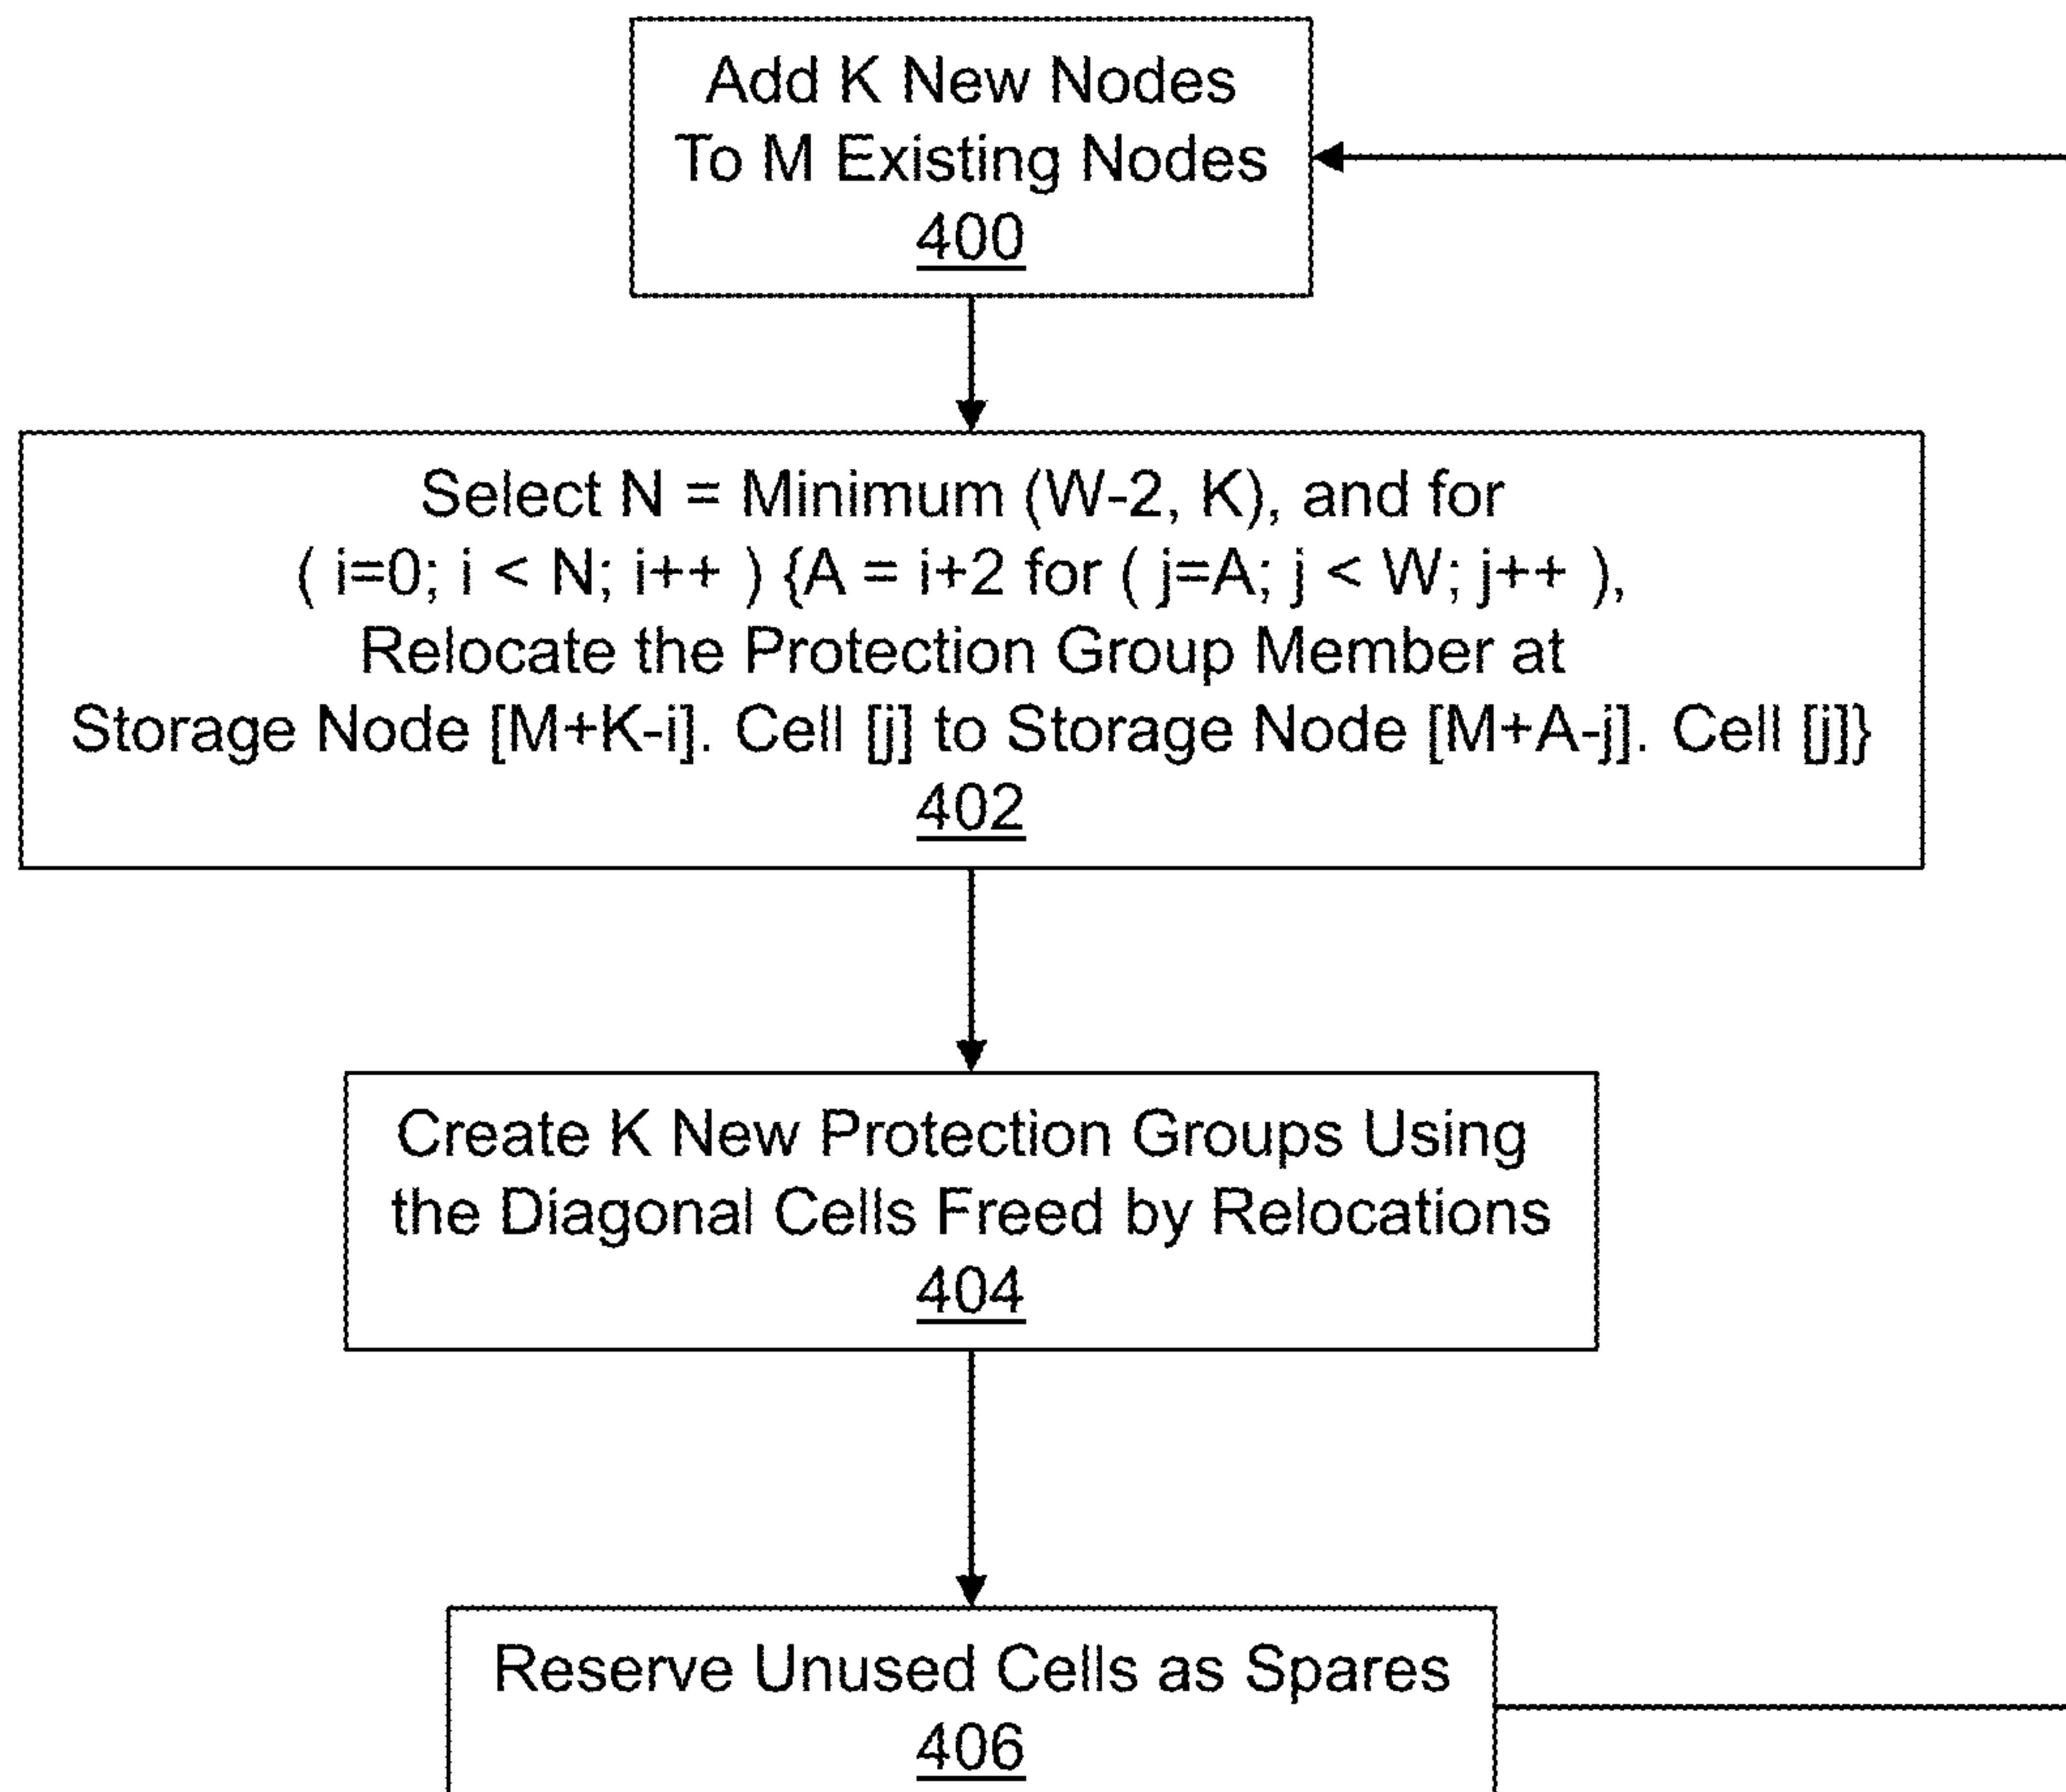 Add K New Nodes
To M Existing Nodes
400
Select N = Minimum (W-2, K), and for
( i=0; i < N; i++ ) {A = i+2 for ( j=A; j < W; j++ ),
Relocate the Protection Group Member at
Storage Node [M+K-i]. Cell [j] to Storage Node [M+A-j]. Cell [j]}
402
Create K New Protection Groups Using
the Diagonal Cells Freed by Relocations
404
Reserve Unused Cells as Spares
406